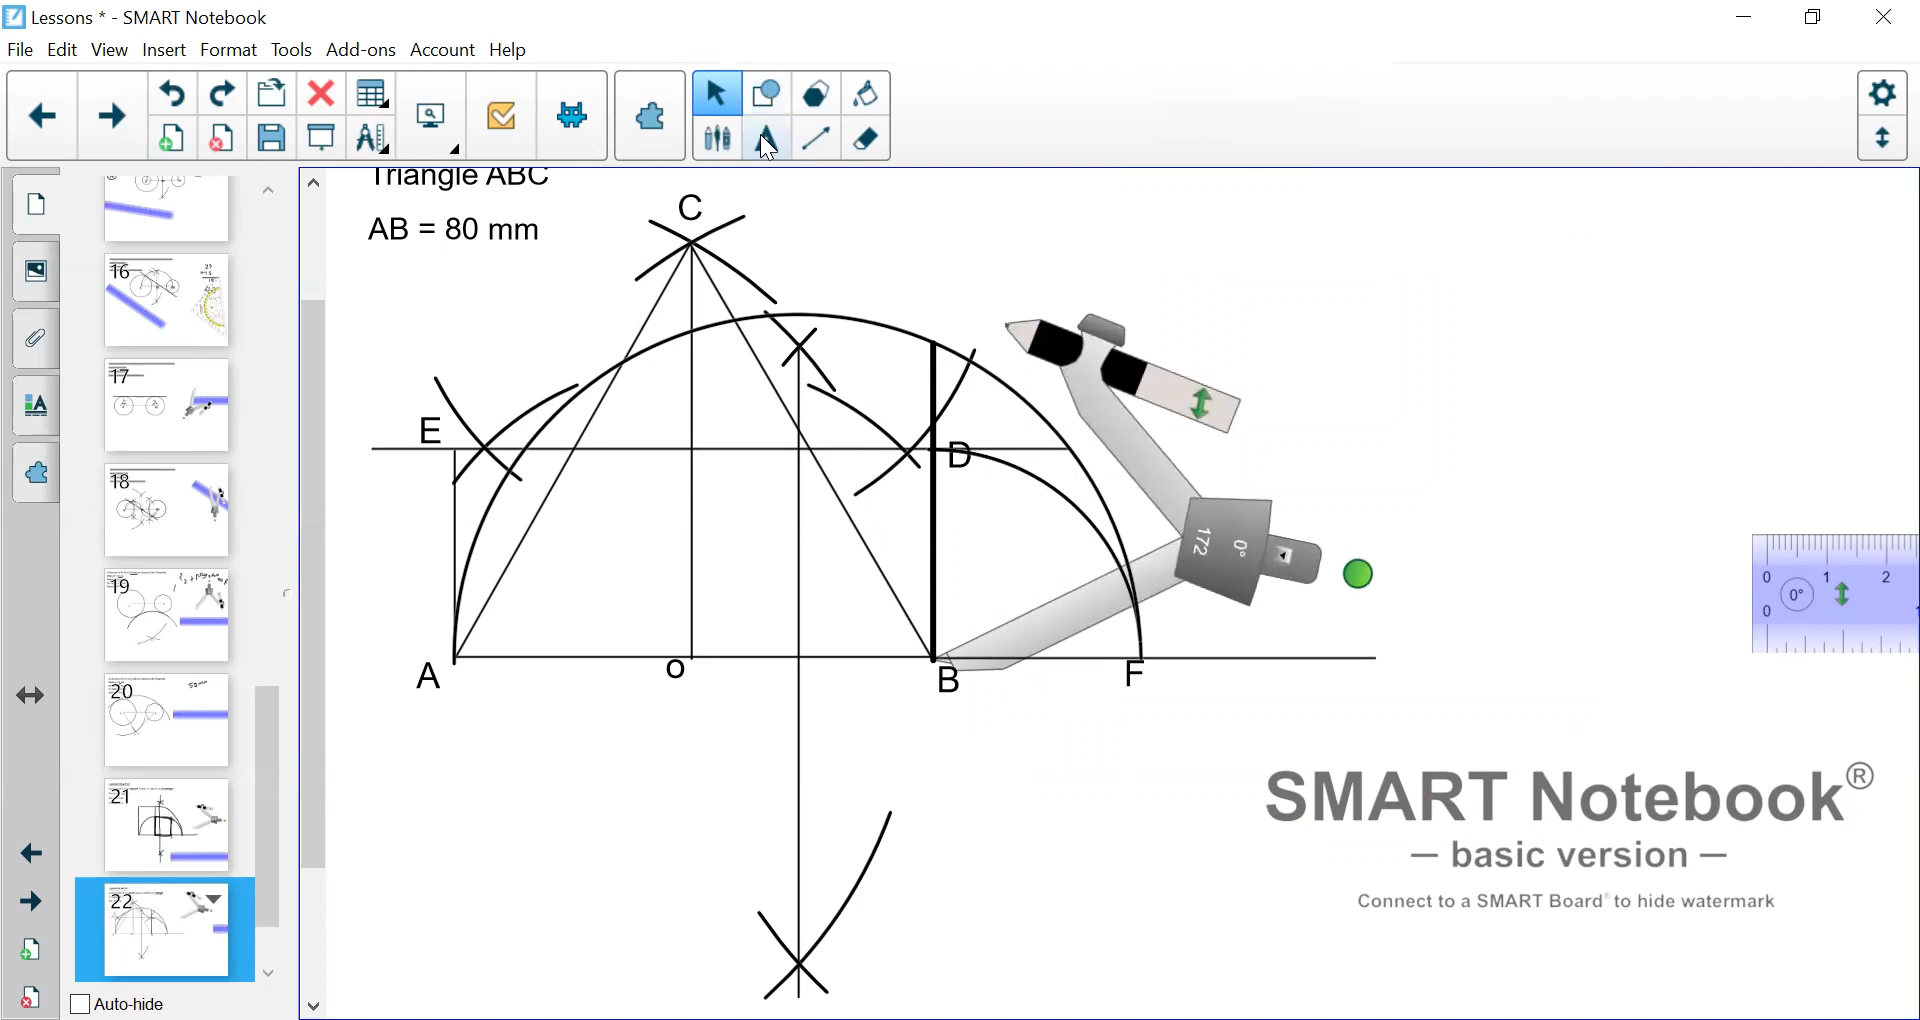 Lessons * - SMART Notebook
File Edit View Insert Format Tools Add-ons Account Help
Triangle ABC
AB = 80 mm
C
E
D
A
o
B
F
0°
172
0 1 2
0°
0
16
17
18
19
20
50 mm
21
22
Auto-hide
SMART Notebook®
— basic version —
Connect to a SMART Board® to hide watermark